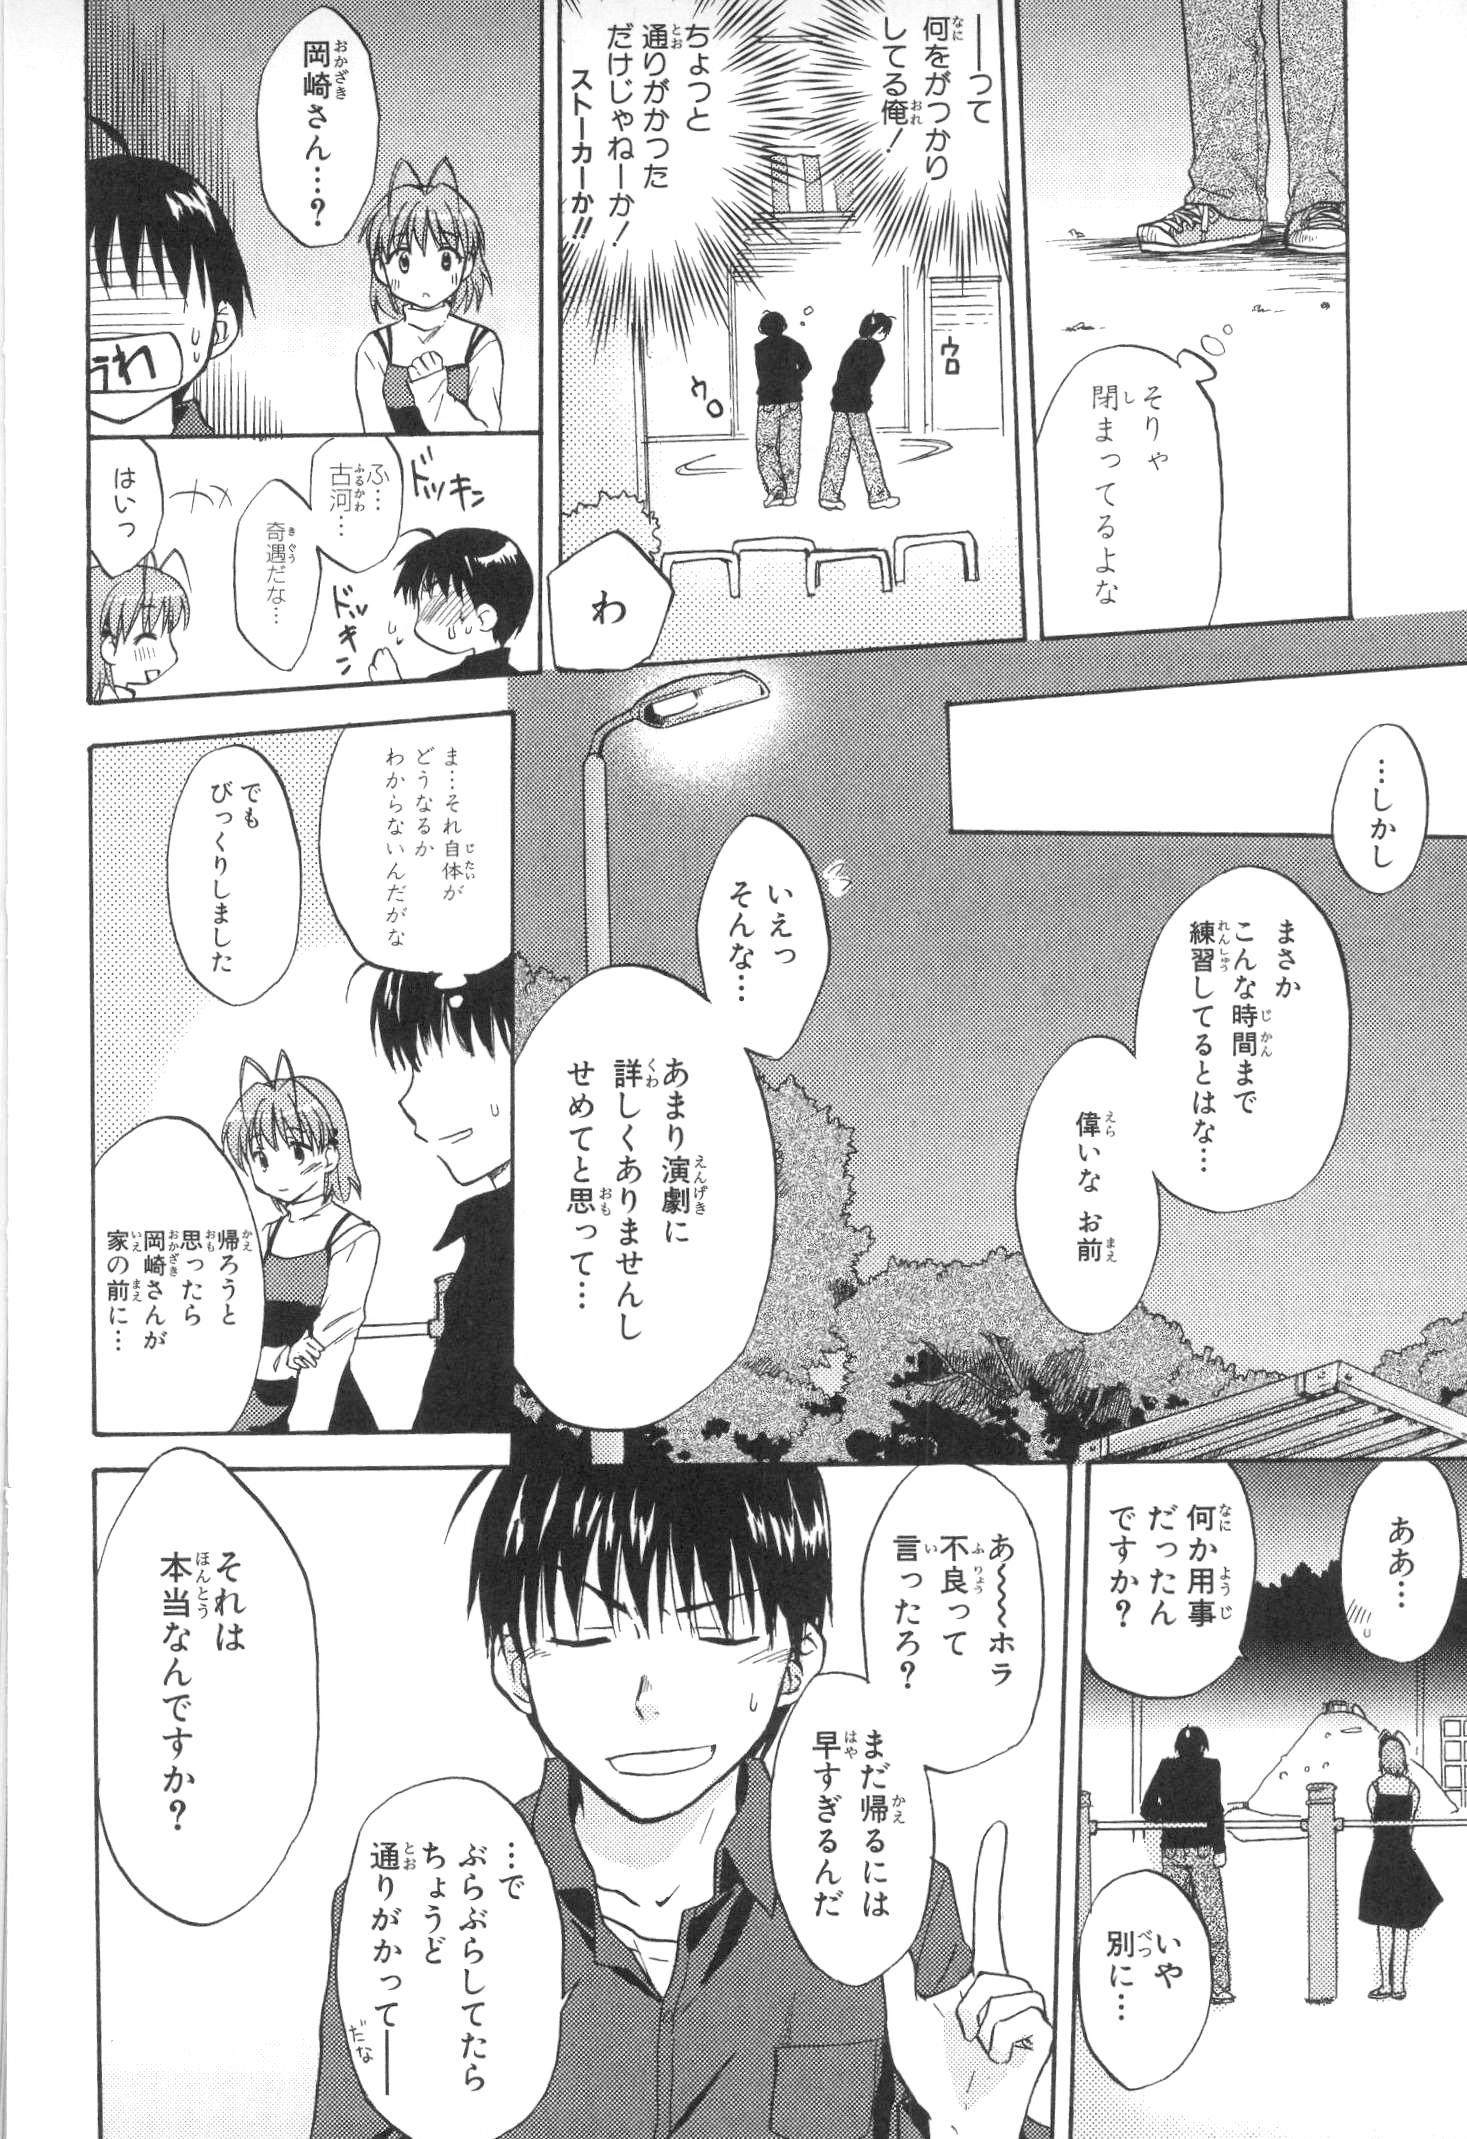 そりゃ
閉まってるよな
――って
何をがっかり
してる俺！
ちょっと
通りがかった
だけじゃねーか！
ストーカーか!!
ウロ
ウロ
わ
岡崎さん…？
うわ
ドッキン
ドッキン
ふ…
古河…
奇遇だな…
はいっ
…しかし
まさか
こんな時間まで
練習してるとはな…
偉いな お前
いえっ
そんな…
あまり演劇に
詳しくありませんし
せめてと思って…
ま…それ自体が
どうなるか
わからないんだがな
でも
びっくりしました
帰ろうと
思ったら
岡崎さんが
家の前に…
ああ…
何か用事
だったん
ですか？
いや
別に…
あ～～～ホラ
不良って
言ったろ？
まだ帰るには
早すぎるんだ
…で
ぶらぶらしてたら
ちょうど
通りがかって――
だな
それは
本当なんですか？